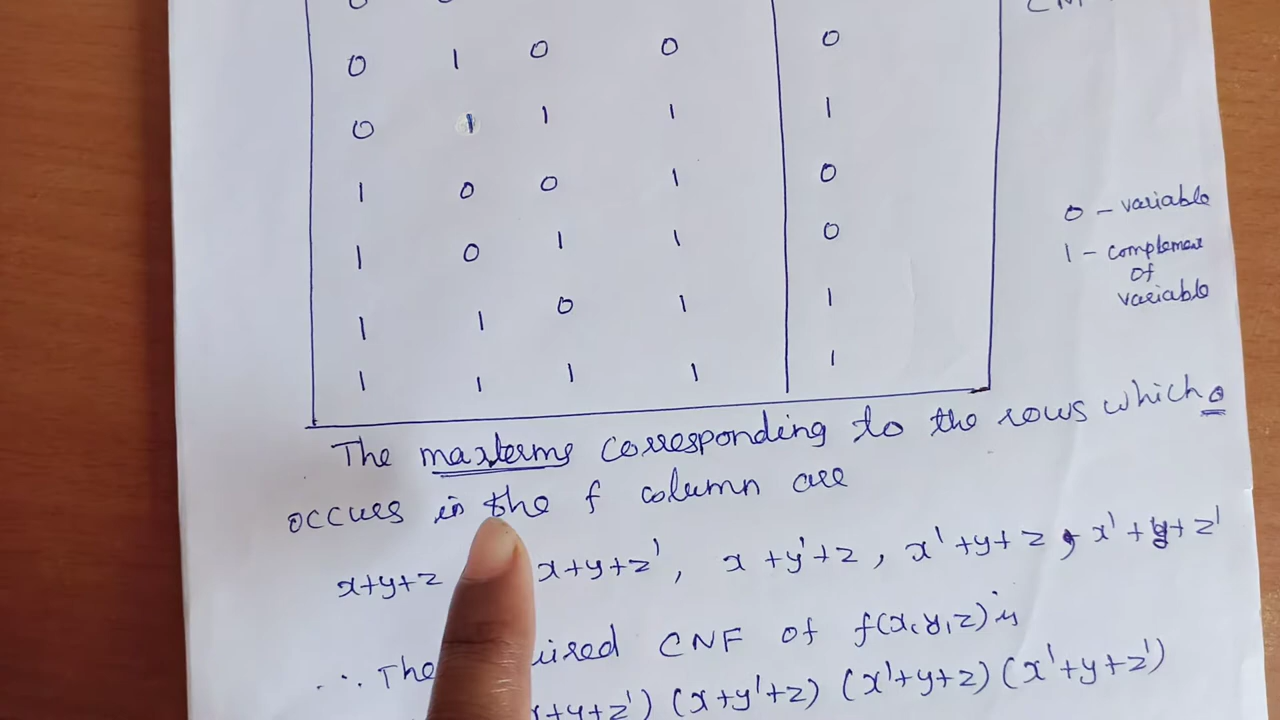 0 1 0 0 0
0 1 1 1 1
1 0 0 1 0
1 0 1 1 0
1 1 0 1 1
1 1 1 1 1
0 - variable
1 - complement
of
variable
The maxterms corresponding to the rows which 0
occurs in the f column are
x+y+z x+y+z', x+y'+z, x'+y+z, x'+y+z'
∴ The CNF of f(x,y,z) is
x+y+z') (x+y'+z) (x'+y+z) (x'+y+z')